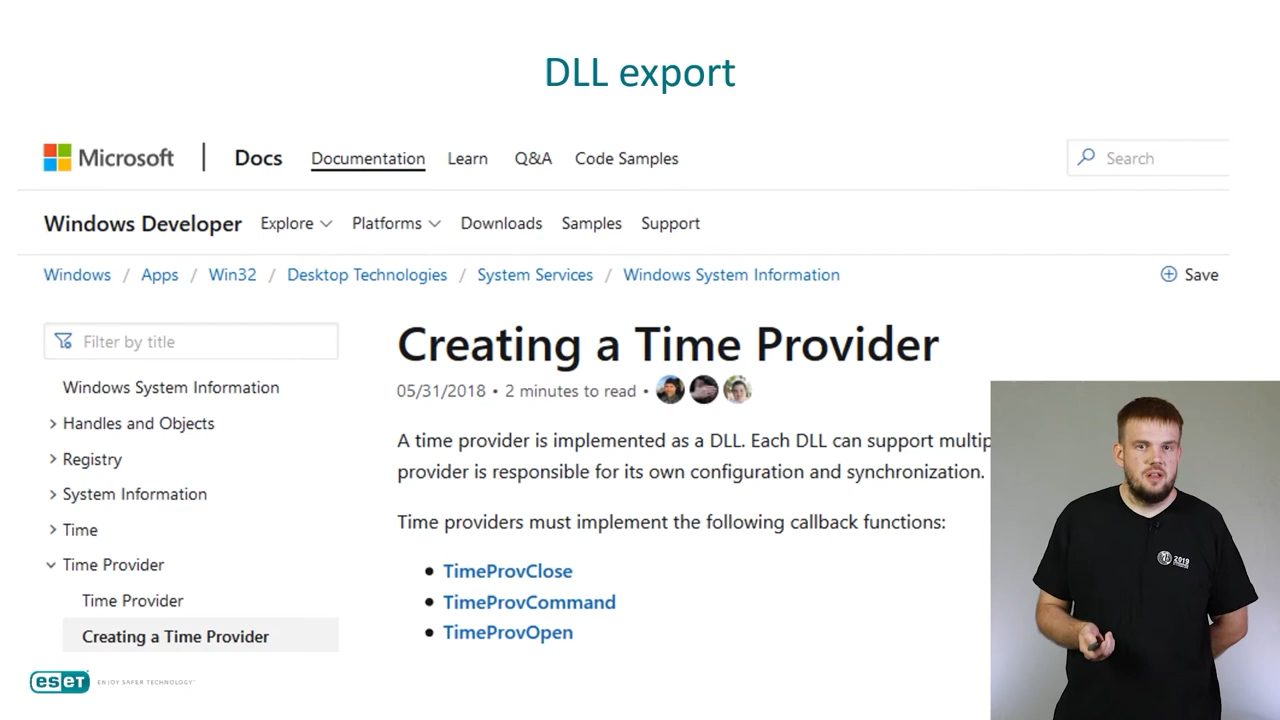 DLL export
Microsoft Docs Documentation Learn Q&A Code Samples Search
Windows Developer Explore Platforms Downloads Samples Support
Windows / Apps / Win32 / Desktop Technologies / System Services / Windows System Information Save
Filter by title
Windows System Information
Handles and Objects
Registry
System Information
Time
Time Provider
Time Provider
Creating a Time Provider
Creating a Time Provider
05/31/2018 • 2 minutes to read •
A time provider is implemented as a DLL. Each DLL can support multip
provider is responsible for its own configuration and synchronization.
Time providers must implement the following callback functions:
• TimeProvClose
• TimeProvCommand
• TimeProvOpen
eset ENJOY SAFER TECHNOLOGY™
2019